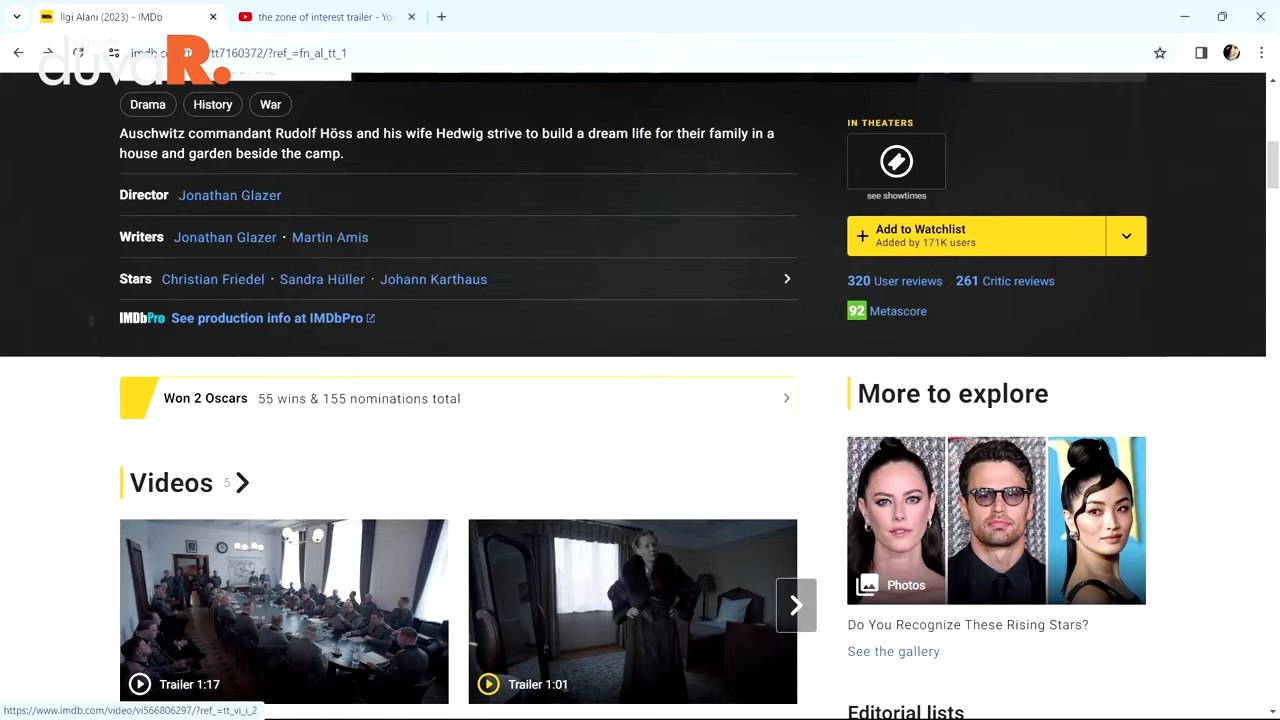 İlgi Alanı (2023) - IMDb
the zone of interest trailer - You
gazete
duvaR.
imdb.com/t tt7160372/?ref_=fn_al_tt_1
Drama
History
War
Auschwitz commandant Rudolf Höss and his wife Hedwig strive to build a dream life for their family in a
house and garden beside the camp.
Director Jonathan Glazer
Writers Jonathan Glazer · Martin Amis
Stars Christian Friedel · Sandra Hüller · Johann Karthaus
IMDbPro See production info at IMDbPro
IN THEATERS
see showtimes
Add to Watchlist
Added by 171K users
320 User reviews 261 Critic reviews
92 Metascore
Won 2 Oscars 55 wins & 155 nominations total
Videos 5
Trailer 1:17
Trailer 1:01
More to explore
Photos
Do You Recognize These Rising Stars?
See the gallery
Editorial lists
https://www.imdb.com/video/vi566806297/?ref_=tt_vi_i_2